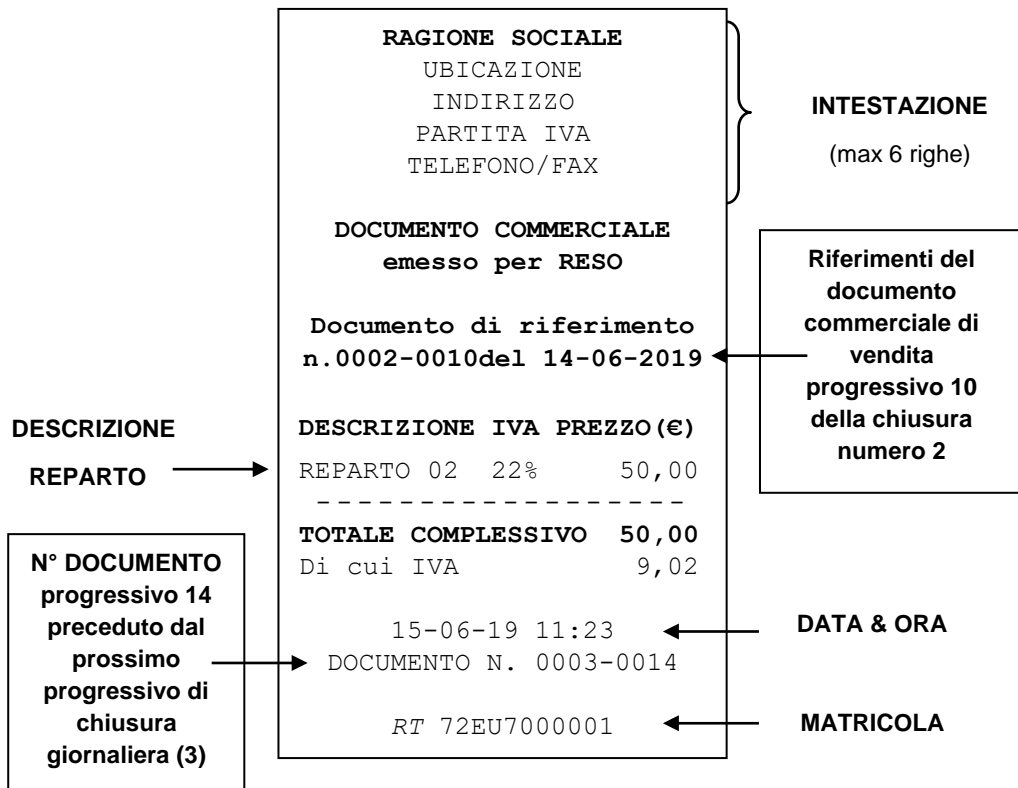 RAGIONE SOCIALE
UBICAZIONE
INDIRIZZO
PARTITA IVA
TELEFONO/FAX
INTESTAZIONE
(max 6 righe)
DOCUMENTO COMMERCIALE
emesso per RESO
Documento di riferimento
n.0002-0010del 14-06-2019
Riferimenti del
documento
commerciale di
vendita
progressivo 10
della chiusura
numero 2
DESCRIZIONE
REPARTO
DESCRIZIONE IVA PREZZO(€)
REPARTO 02 22% 50,00
------------------
TOTALE COMPLESSIVO 50,00
Di cui IVA 9,02
N° DOCUMENTO
progressivo 14
preceduto dal
prossimo
progressivo di
chiusura
giornaliera (3)
15-06-19 11:23
DATA & ORA
DOCUMENTO N. 0003-0014
RT 72EU7000001
MATRICOLA